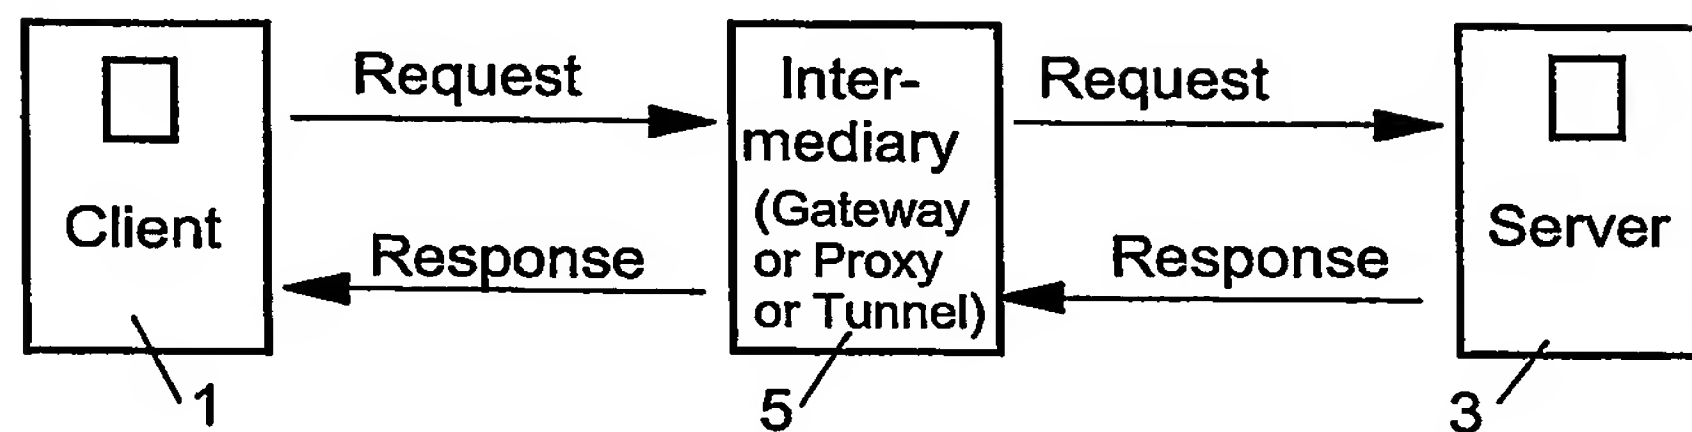 Request
Inter-
Request
mediary
Client
(Gateway
Server
Response
or Proxy
Response
or Tunnel)
1
5
3